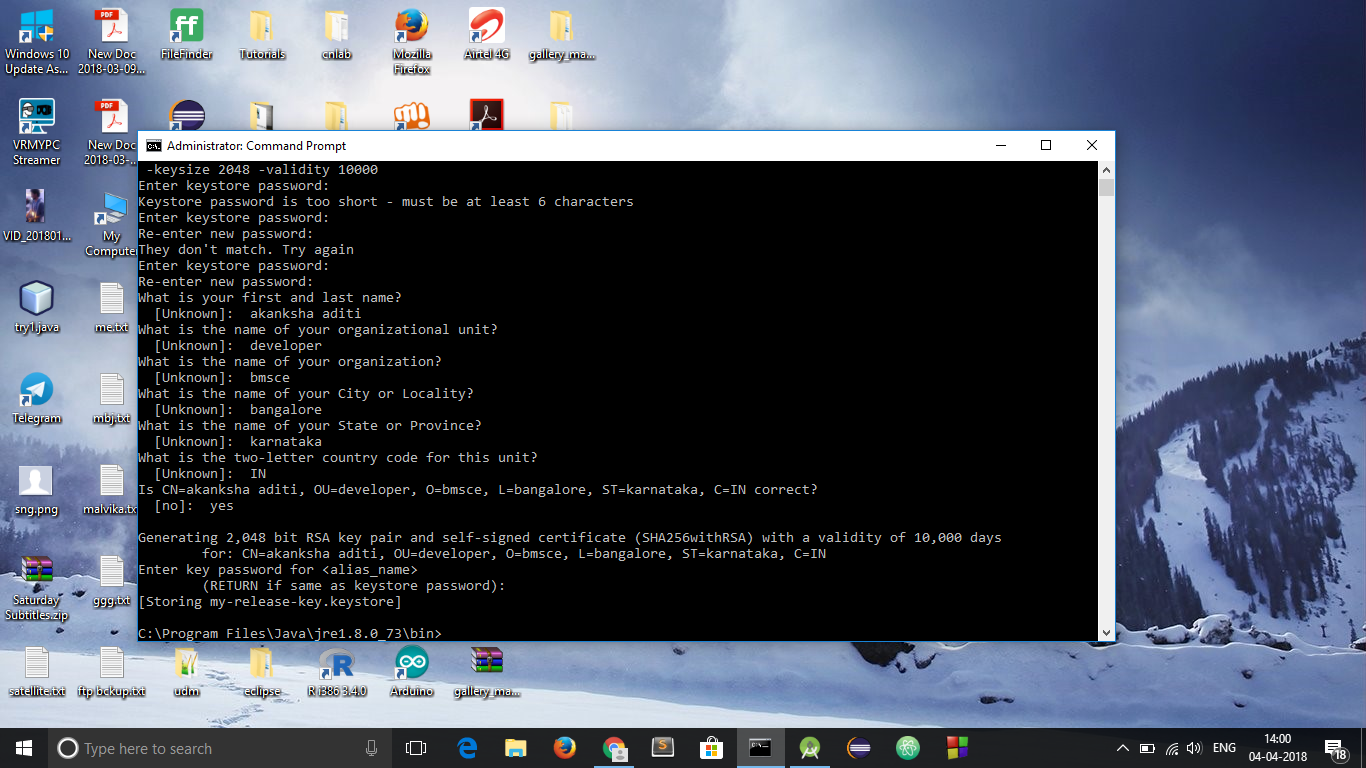 Windows 10 Update As...
New Doc 2018-03-09...
FileFinder
Tutorials
cnlab
Mozilla Firefox
Airtel 4G
gallery_ma...
VRMYPC Streamer
New Doc 2018-03-...
Administrator: Command Prompt
-keysize 2048 -validity 10000
Enter keystore password:
Keystore password is too short - must be at least 6 characters
Enter keystore password:
Re-enter new password:
They don't match. Try again
Enter keystore password:
Re-enter new password:
What is your first and last name?
[Unknown]:  akanksha aditi
What is the name of your organizational unit?
[Unknown]:  developer
What is the name of your organization?
[Unknown]:  bmsce
What is the name of your City or Locality?
[Unknown]:  bangalore
What is the name of your State or Province?
[Unknown]:  karnataka
What is the two-letter country code for this unit?
[Unknown]:  IN
Is CN=akanksha aditi, OU=developer, O=bmsce, L=bangalore, ST=karnataka, C=IN correct?
[no]:  yes
Generating 2,048 bit RSA key pair and self-signed certificate (SHA256withRSA) with a validity of 10,000 days
for: CN=akanksha aditi, OU=developer, O=bmsce, L=bangalore, ST=karnataka, C=IN
Enter key password for <alias_name>
(RETURN if same as keystore password):
[Storing my-release-key.keystore]
C:\Program Files\Java\jre1.8.0_73\bin>
VID_201801...
My Computer
try1.java
me.txt
Telegram
mbj.txt
sng.png
malvika.tx
Saturday Subtitles.zip
ggg.txt
satellite.txt
ftp bckup.txt
udm
eclipse
R i386 3.4.0
Arduino
gallery_ma...
Type here to search
ENG
14:00
04-04-2018
18